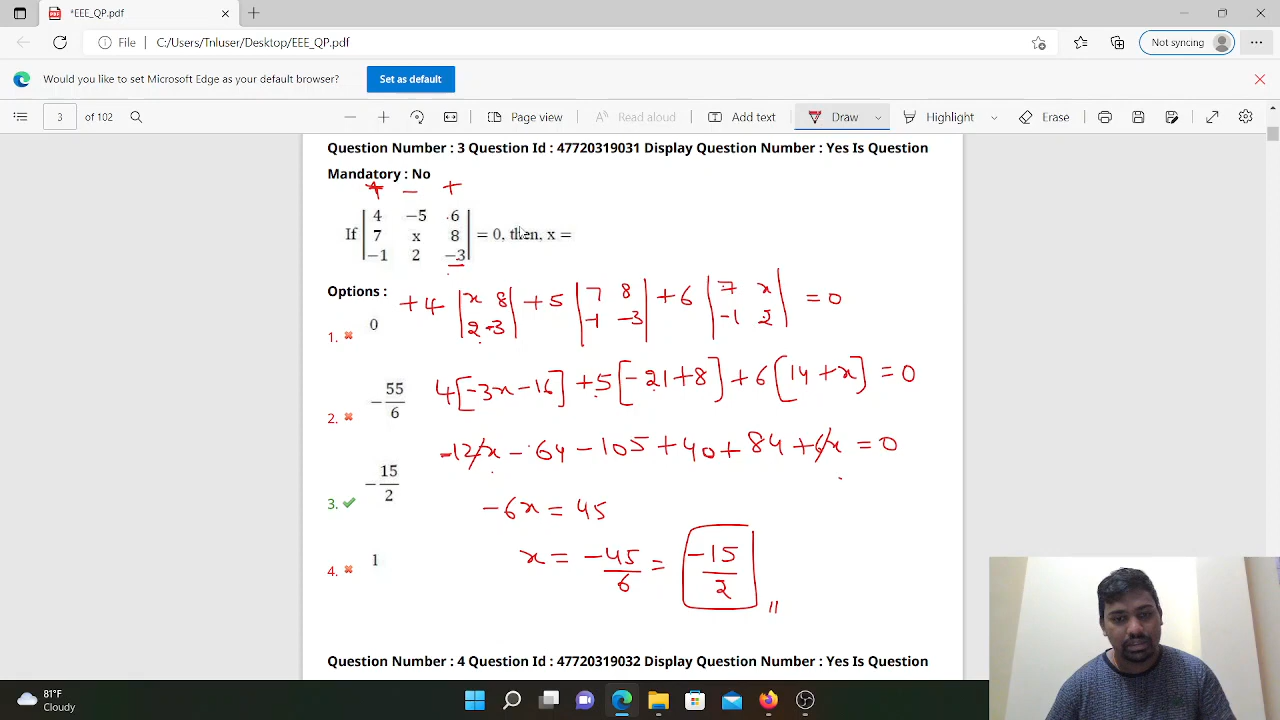 *EEE_QP.pdf
File C:/Users/Tnluser/Desktop/EEE_QP.pdf Not syncing
Would you like to set Microsoft Edge as your default browser? Set as default
3 of 102 Page view Read aloud Add text Draw Highlight Erase
Question Number : 3 Question Id : 47720319031 Display Question Number : Yes Is Question
Mandatory : No
+ − +
4 −5 6
If 7 x 8 = 0, then, x =
−1 2 −3
Options :
+4 | x 8 | +5 | 7 8 | +6 | 7 x | = 0
2 -3 -1 -3 -1 2
1. 0
4[-3x-16] +5[-21+8] +6[14+x] = 0
2. −55/6
-12x - 64 - 105 + 40 + 84 + 6x = 0
3. −15/2
-6x = 45
x = -45/6 = -15/2 //
4. 1
Question Number : 4 Question Id : 47720319032 Display Question Number : Yes Is Question
81°F
Cloudy